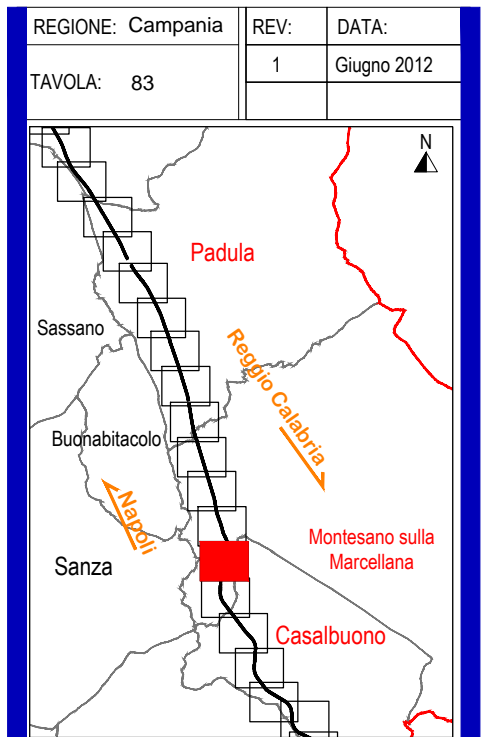 REGIONE: Campania
REV: DATA:
TAVOLA: 83
1 Giugno 2012
N
Padula
Sassano
Reggio Calabria
Buonabitacolo
Napoli
Montesano sulla
Marcellana
Sanza
Casalbuono